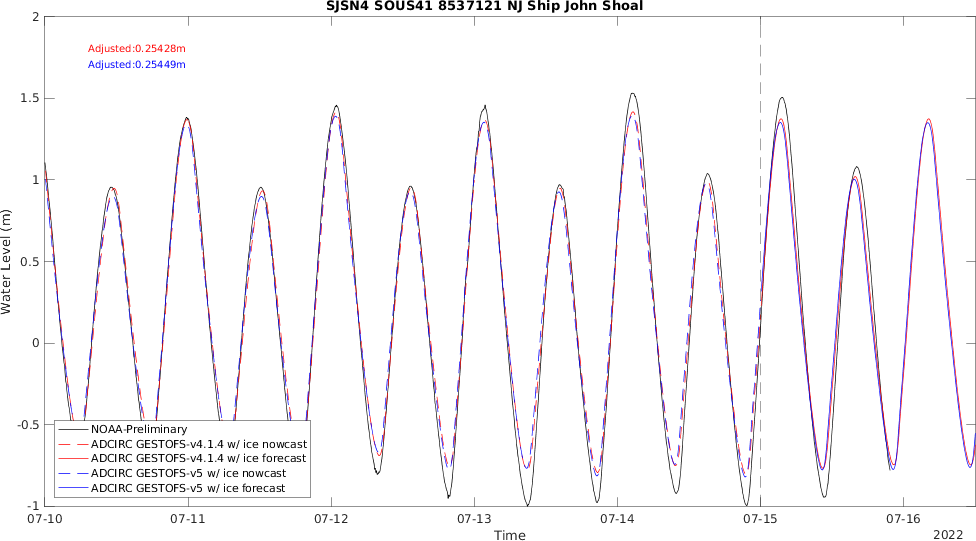 SJSN4 SOUS41 8537121 NJ Ship John Shoal
Adjusted:0.25428m
Adjusted:0.25449m
2
1.5
1
0.5
0
-0.5
-1
Water Level (m)
NOAA-Preliminary
ADCIRC GESTOFS-v4.1.4 w/ ice nowcast
ADCIRC GESTOFS-v4.1.4 w/ ice forecast
ADCIRC GESTOFS-v5 w/ ice nowcast
ADCIRC GESTOFS-v5 w/ ice forecast
07-10 07-11 07-12 07-13 07-14 07-15 07-16
Time
2022